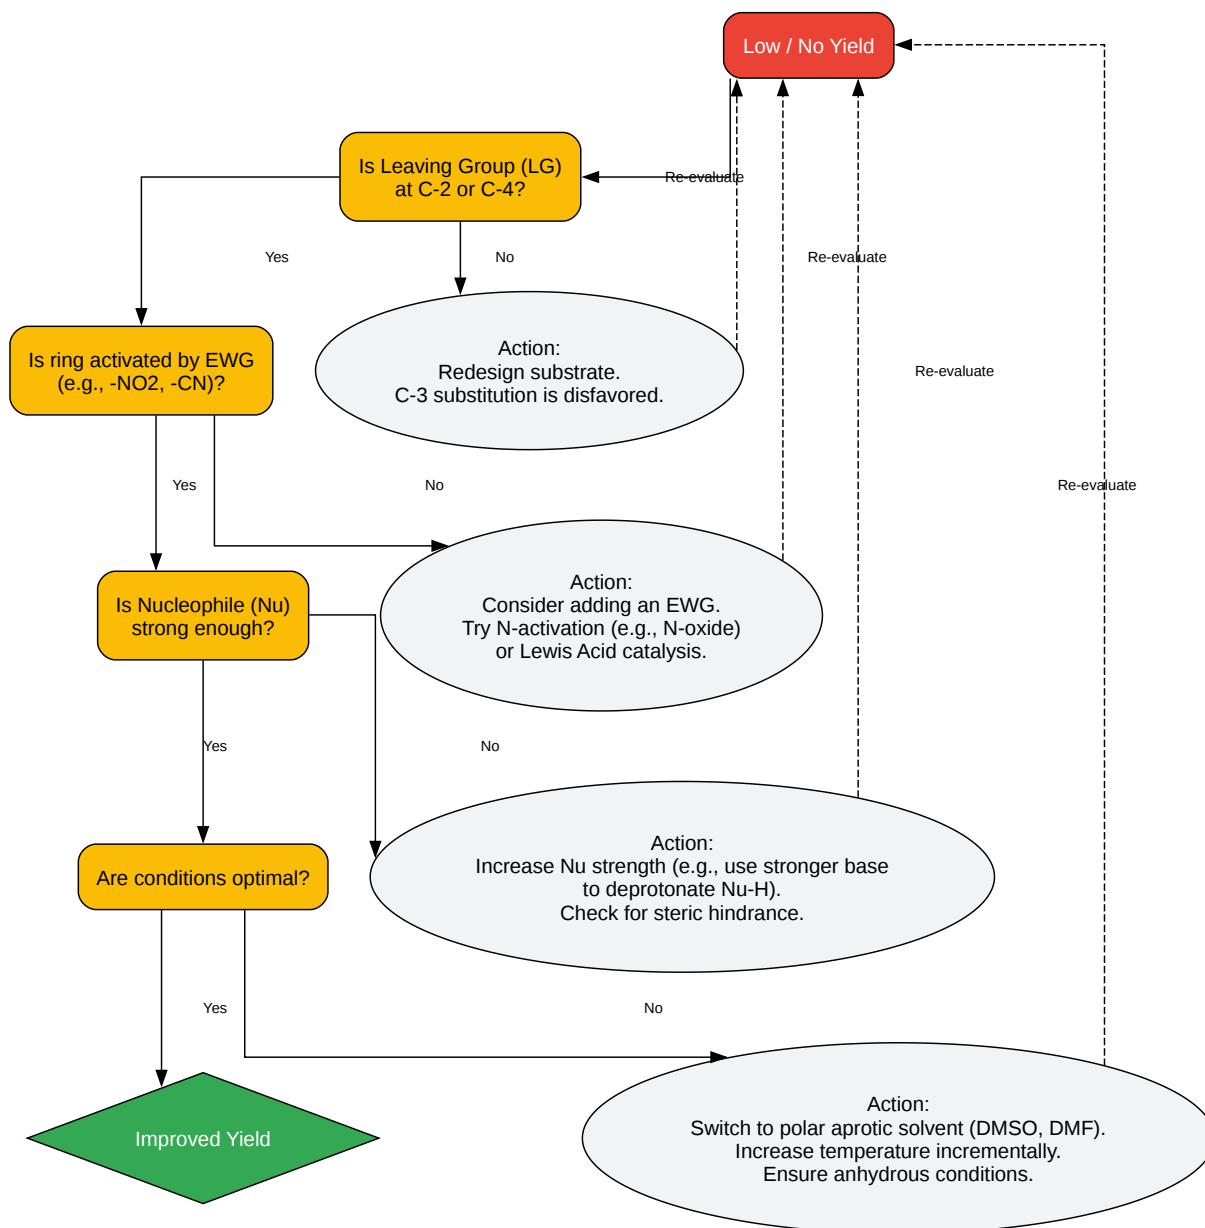 Low / No Yield
Is Leaving Group (LG)
at C-2 or C-4?
Re-evaluate
Yes
No
Re-evaluate
Is ring activated by EWG
(e.g., -NO2, -CN)?
Action:
Redesign substrate.
C-3 substitution is disfavored.
Re-evaluate
Yes
No
Re-evaluate
Is Nucleophile (Nu)
strong enough?
Action:
Consider adding an EWG.
Try N-activation (e.g., N-oxide)
or Lewis Acid catalysis.
Yes
No
Are conditions optimal?
Action:
Increase Nu strength (e.g., use stronger base
to deprotonate Nu-H).
Check for steric hindrance.
Yes
No
Improved Yield
Action:
Switch to polar aprotic solvent (DMSO, DMF).
Increase temperature incrementally.
Ensure anhydrous conditions.